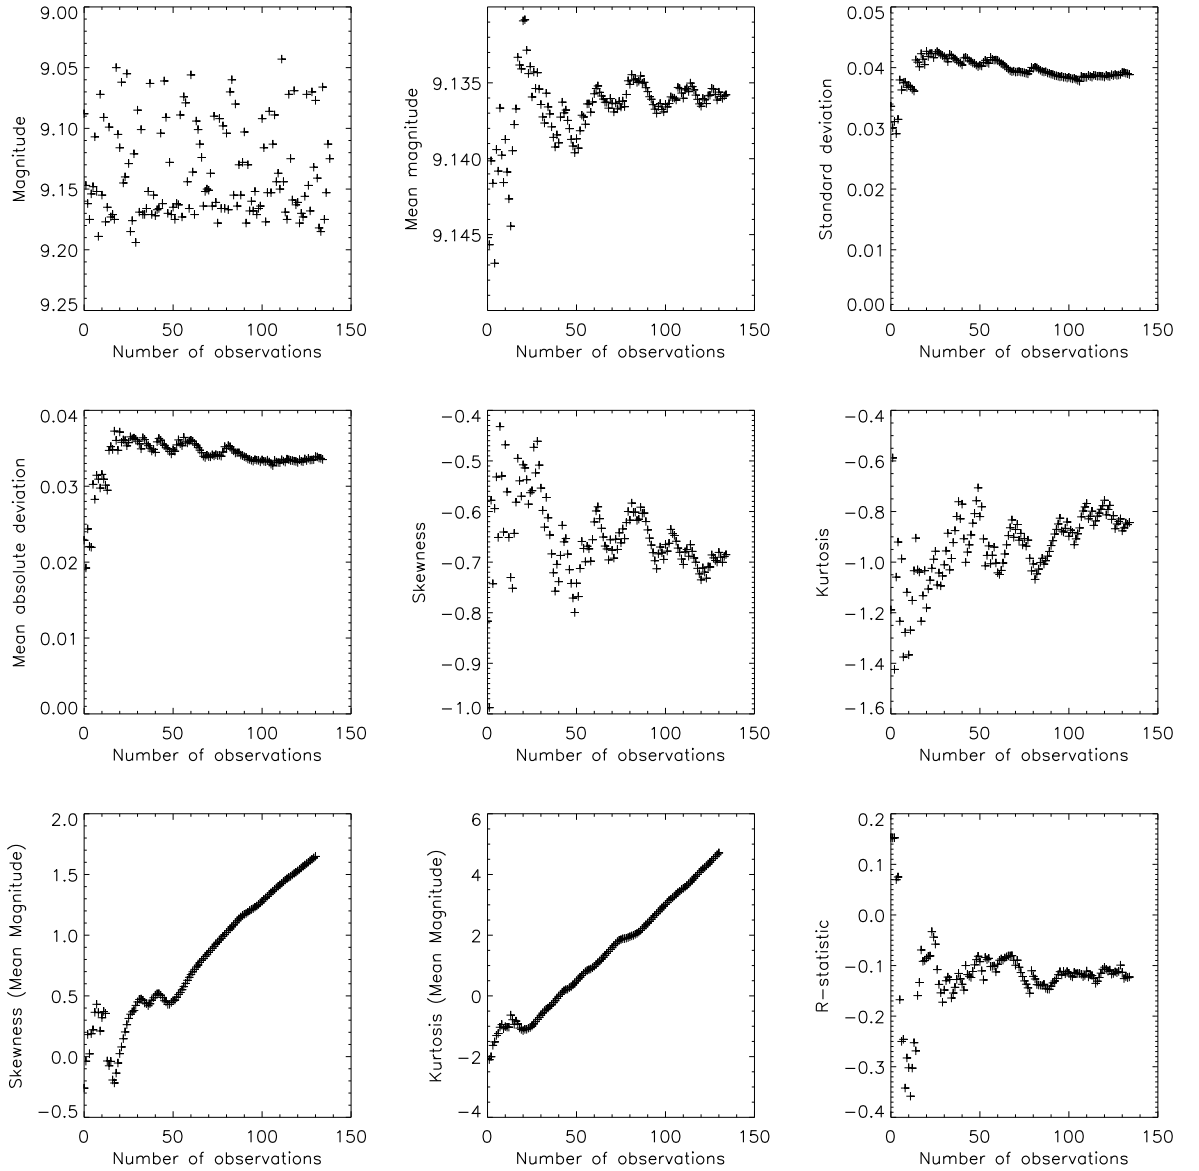 9.00
9.05
9.10
9.15
9.20
9.25
Magnitude
0 50 100 150
Number of observations
9.135
9.140
9.145
Mean magnitude
0 50 100 150
Number of observations
0.05
0.04
0.03
0.02
0.01
0.00
Standard deviation
0 50 100 150
Number of observations
0.04
0.03
0.02
0.01
0.00
Mean absolute deviation
0 50 100 150
Number of observations
−0.4
−0.5
−0.6
−0.7
−0.8
−0.9
−1.0
Skewness
0 50 100 150
Number of observations
−0.4
−0.6
−0.8
−1.0
−1.2
−1.4
−1.6
Kurtosis
0 50 100 150
Number of observations
2.0
1.5
1.0
0.5
0.0
−0.5
Skewness (Mean Magnitude)
0 50 100 150
Number of observations
6
4
2
0
−2
−4
Kurtosis (Mean Magnitude)
0 50 100 150
Number of observations
0.2
0.1
0.0
−0.1
−0.2
−0.3
−0.4
R−statistic
0 50 100 150
Number of observations